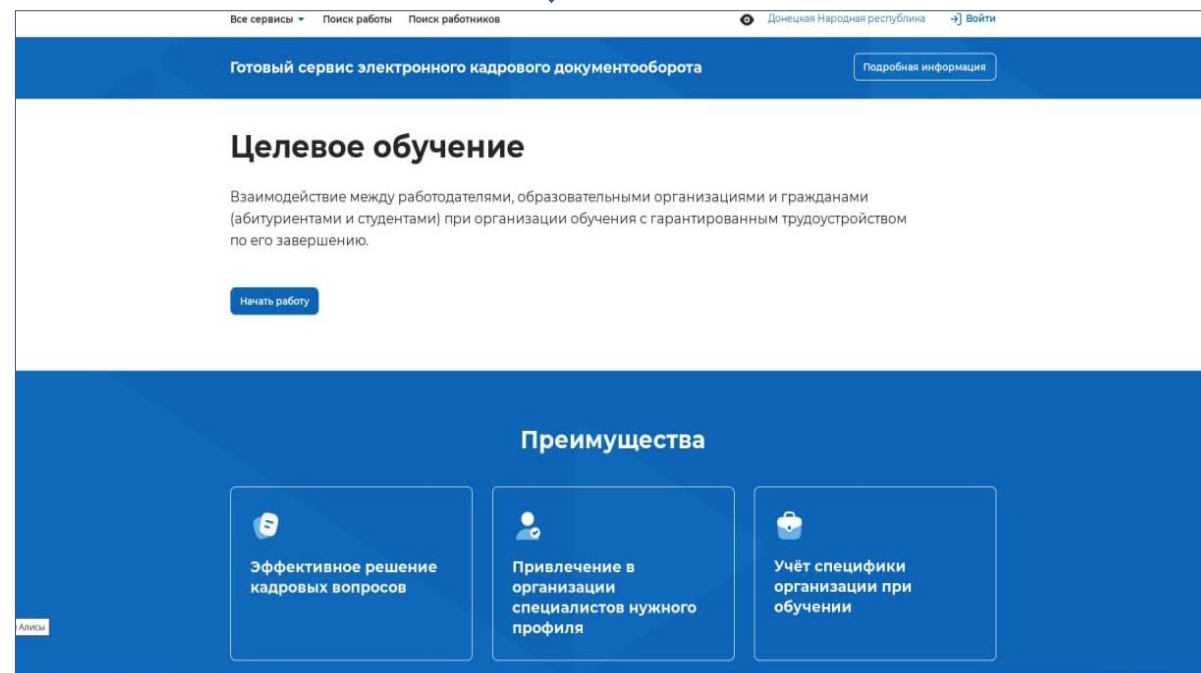 Все сервисы Поиск работы Поиск работников Донецкая Народная республика Войти
Готовый сервис электронного кадрового документооборота Подробная информация
Целевое обучение
Взаимодействие между работодателями, образовательными организациями и гражданами
(абитуриентами и студентами) при организации обучения с гарантированным трудоустройством
по его завершению.
Начать работу
Преимущества
Эффективное решение
кадровых вопросов
Привлечение в
организации
специалистов нужного
профиля
Учёт специфики
организации при
обучении
Алисы